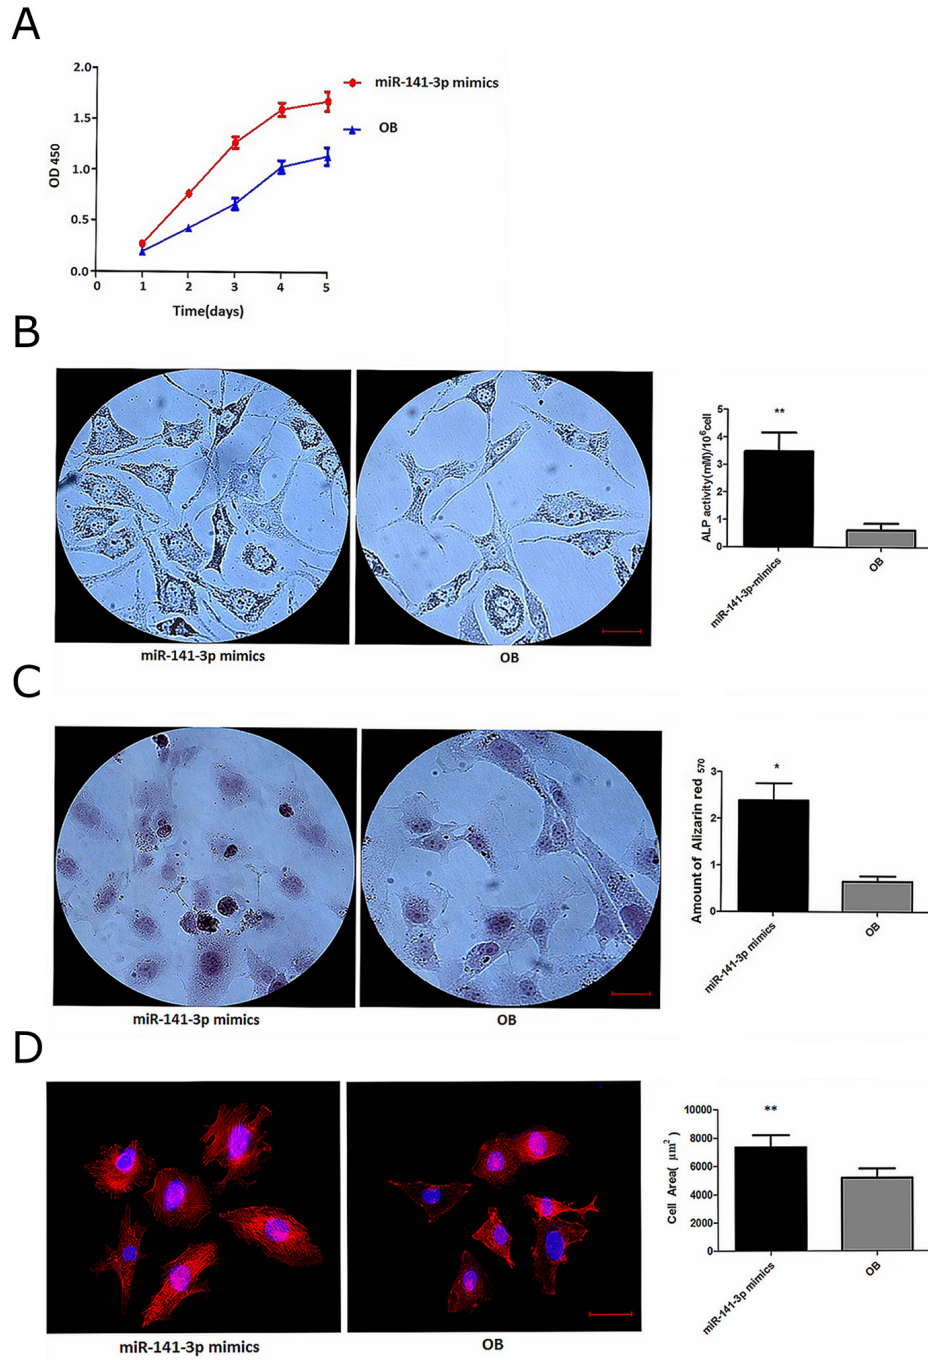 A
2.0
1.5
1.0
0.5
0.0
OD 450
0 1 2 3 4 5
Time(days)
miR-141-3p mimics
OB
B
miR-141-3p mimics
OB
5
4
3
2
1
0
ALP activity(mM)/10⁶cell
**
miR-141-3p-mimics
OB
C
miR-141-3p mimics
OB
3
2
1
0
Amount of Alizarin red 570
*
miR-141-3p mimics
OB
D
miR-141-3p mimics
OB
10000
8000
6000
4000
2000
0
Cell Area( μm²)
**
miR-141-3p mimics
OB